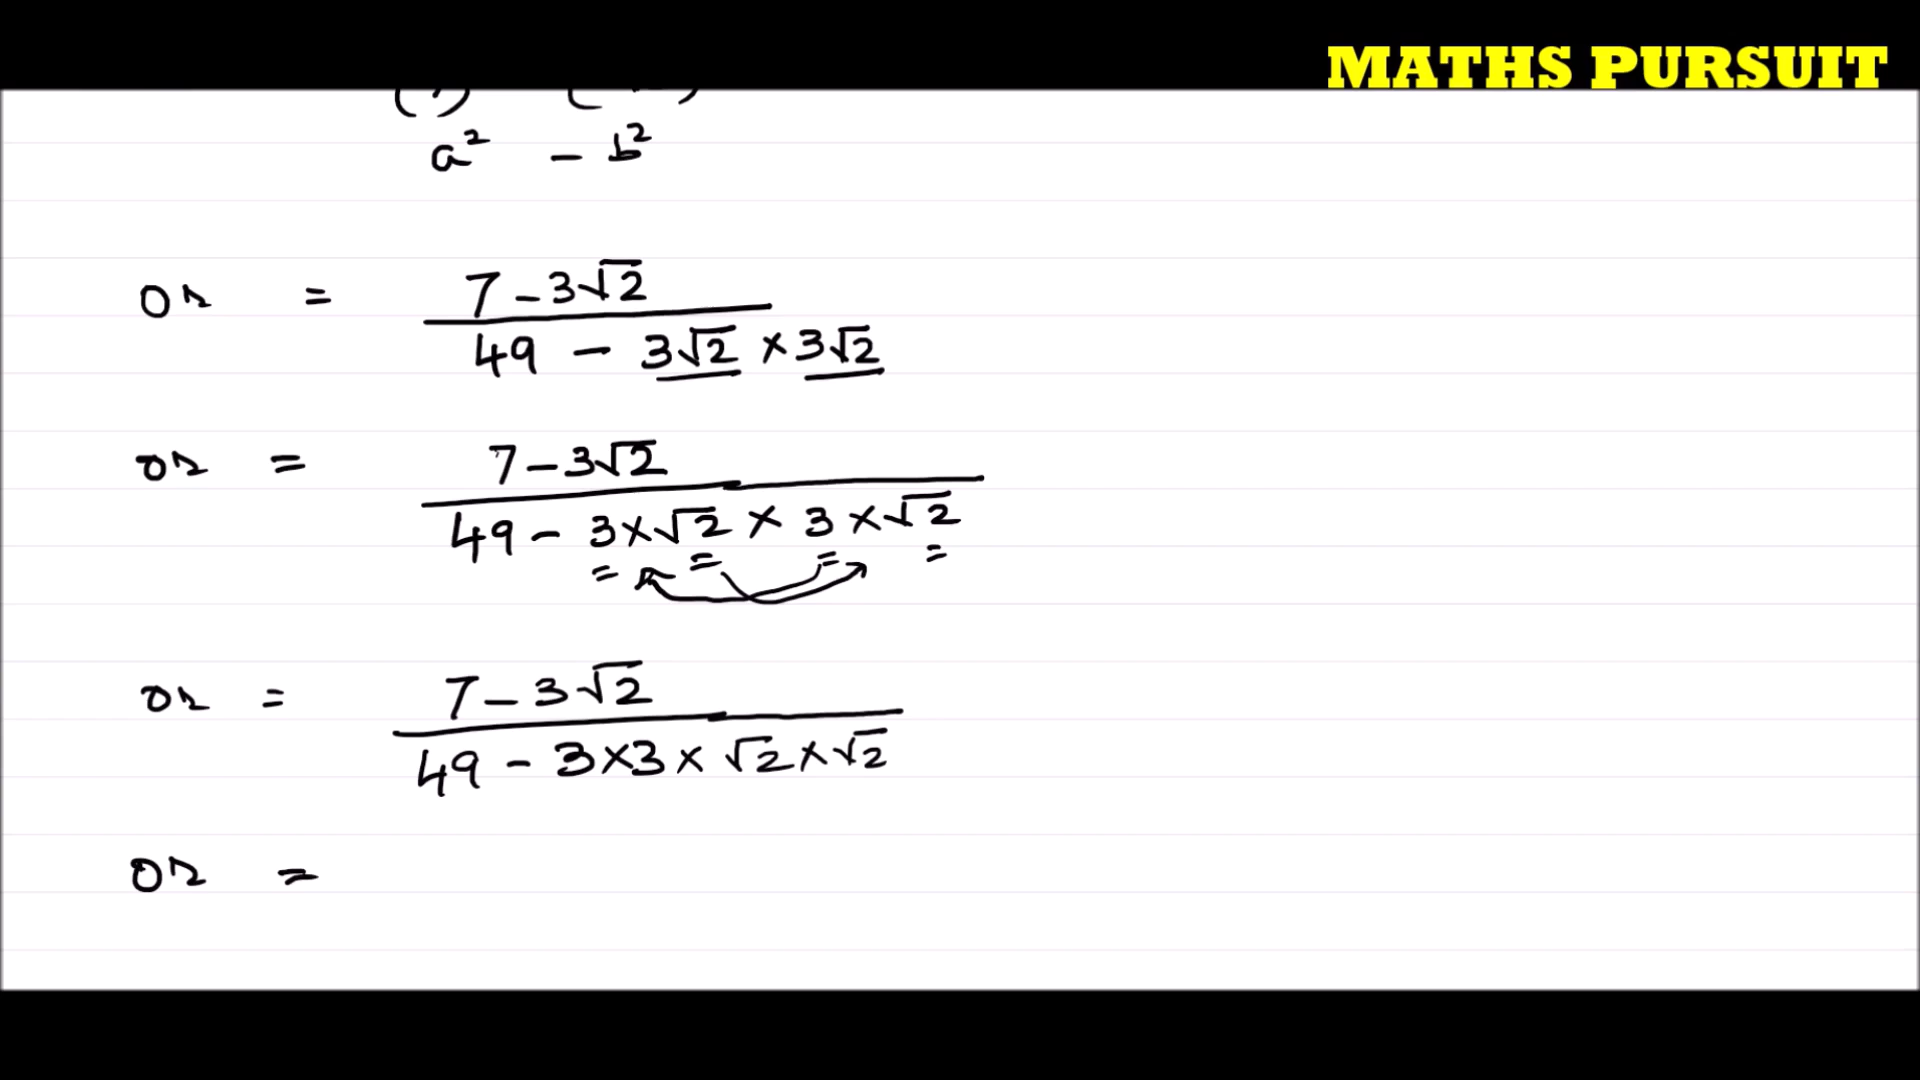 MATHS PURSUIT
a² - b²
or = 7 - 3√2
49 - 3√2 × 3√2
or = 7 - 3√2
49 - 3 × √2 × 3 × √2
or = 7 - 3√2
49 - 3 × 3 × √2 × √2
or =